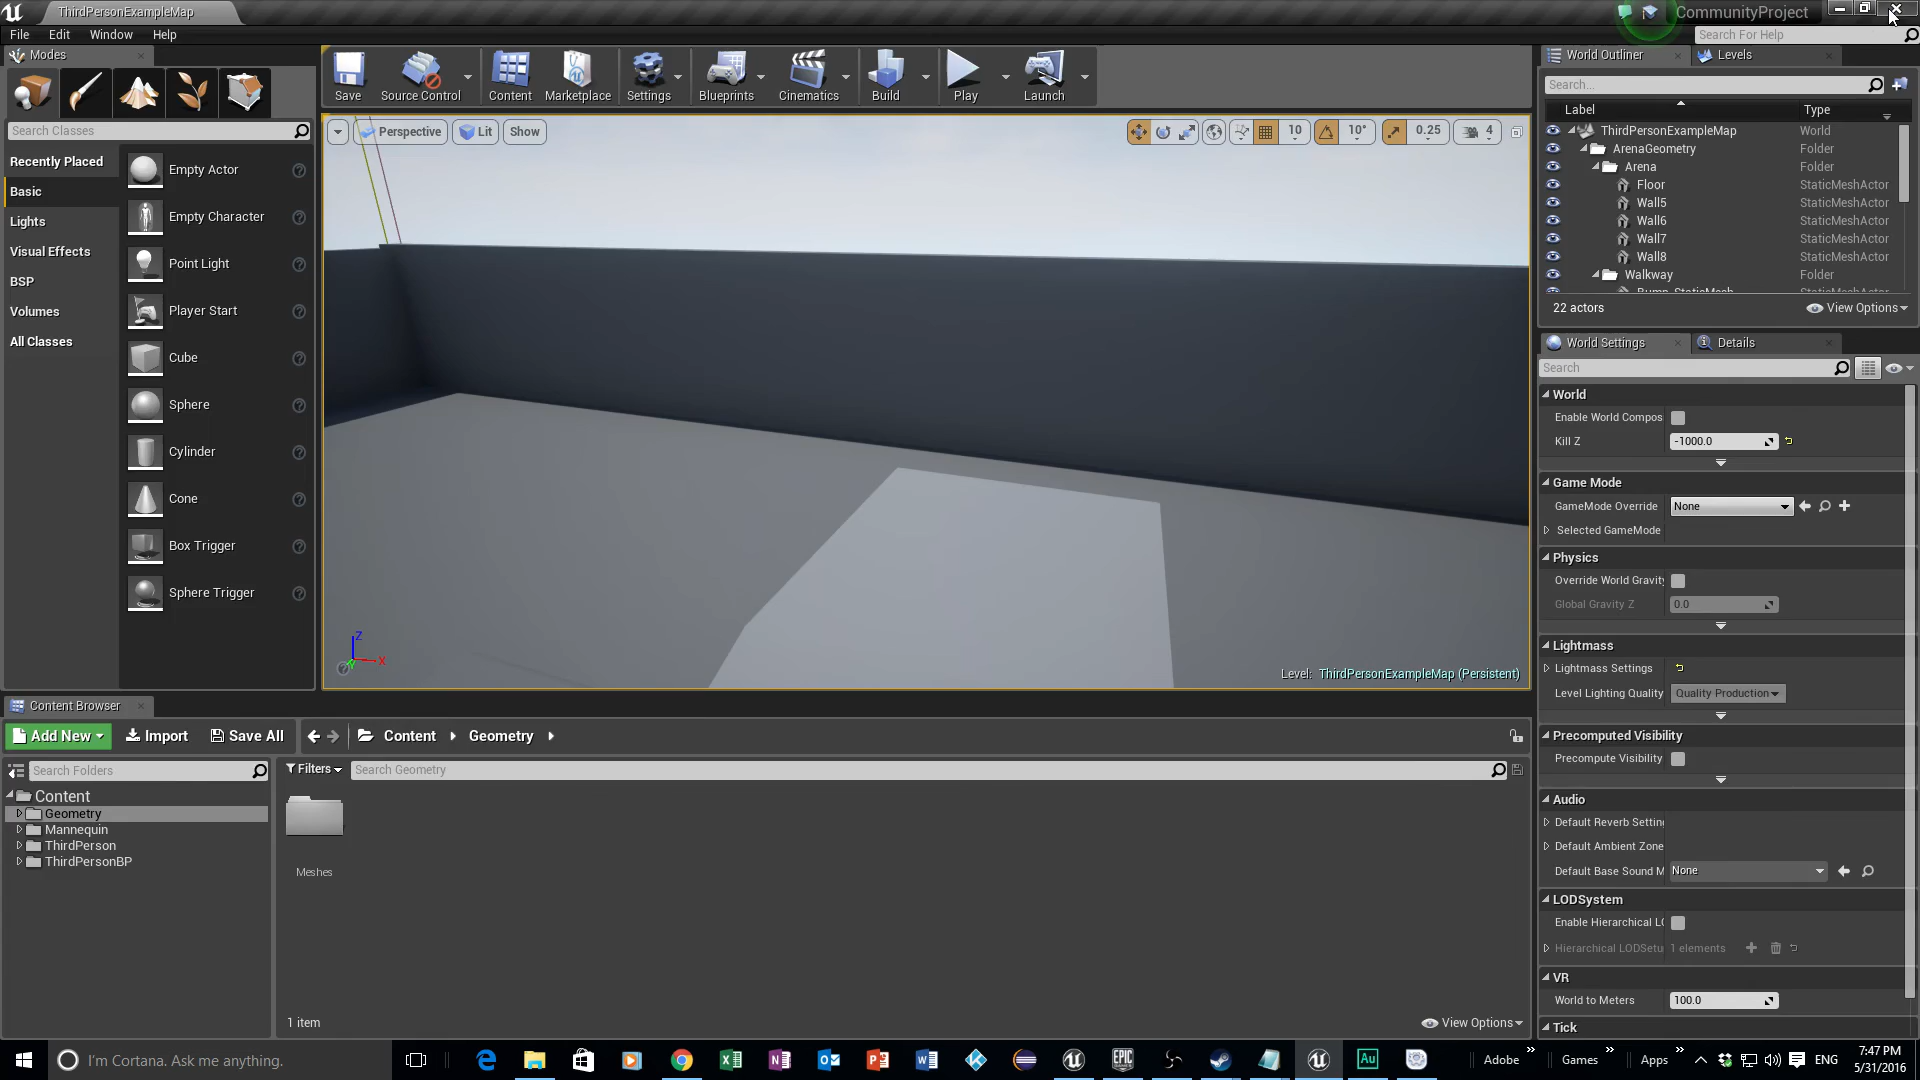 ThirdPersonExampleMap
CommunityProject
File Edit Window Help
Search For Help
Modes
Search Classes
Recently Placed
Basic
Lights
Visual Effects
BSP
Volumes
All Classes
Empty Actor
Empty Character
Point Light
Player Start
Cube
Sphere
Cylinder
Cone
Box Trigger
Sphere Trigger
Save Source Control Content Marketplace Settings Blueprints Cinematics Build Play Launch
Perspective Lit Show
10 10° 0.25 4
Z
X
Y
Level: ThirdPersonExampleMap (Persistent)
World Outliner Levels
Search...
Label Type
ThirdPersonExampleMap World
ArenaGeometry Folder
Arena Folder
Floor StaticMeshActor
Wall5 StaticMeshActor
Wall6 StaticMeshActor
Wall7 StaticMeshActor
Wall8 StaticMeshActor
Walkway Folder
Bump_StaticMesh StaticMeshActor
22 actors View Options
World Settings Details
Search
World
Enable World Compos
Kill Z -1000.0
Game Mode
GameMode Override None
Selected GameMode
Physics
Override World Gravity
Global Gravity Z 0.0
Lightmass
Lightmass Settings
Level Lighting Quality Quality Production
Precomputed Visibility
Precompute Visibility
Audio
Default Reverb Setting
Default Ambient Zone
Default Base Sound M None
LODSystem
Enable Hierarchical LO
Hierarchical LODSetu 1 elements
VR
World to Meters 100.0
Tick
Content Browser
Add New Import Save All Content Geometry
Search Folders
Filters Search Geometry
Content
Geometry
Mannequin
ThirdPerson
ThirdPersonBP
Meshes
1 item View Options
I'm Cortana. Ask me anything.
Adobe Games Apps ENG
7:47 PM
5/31/2016